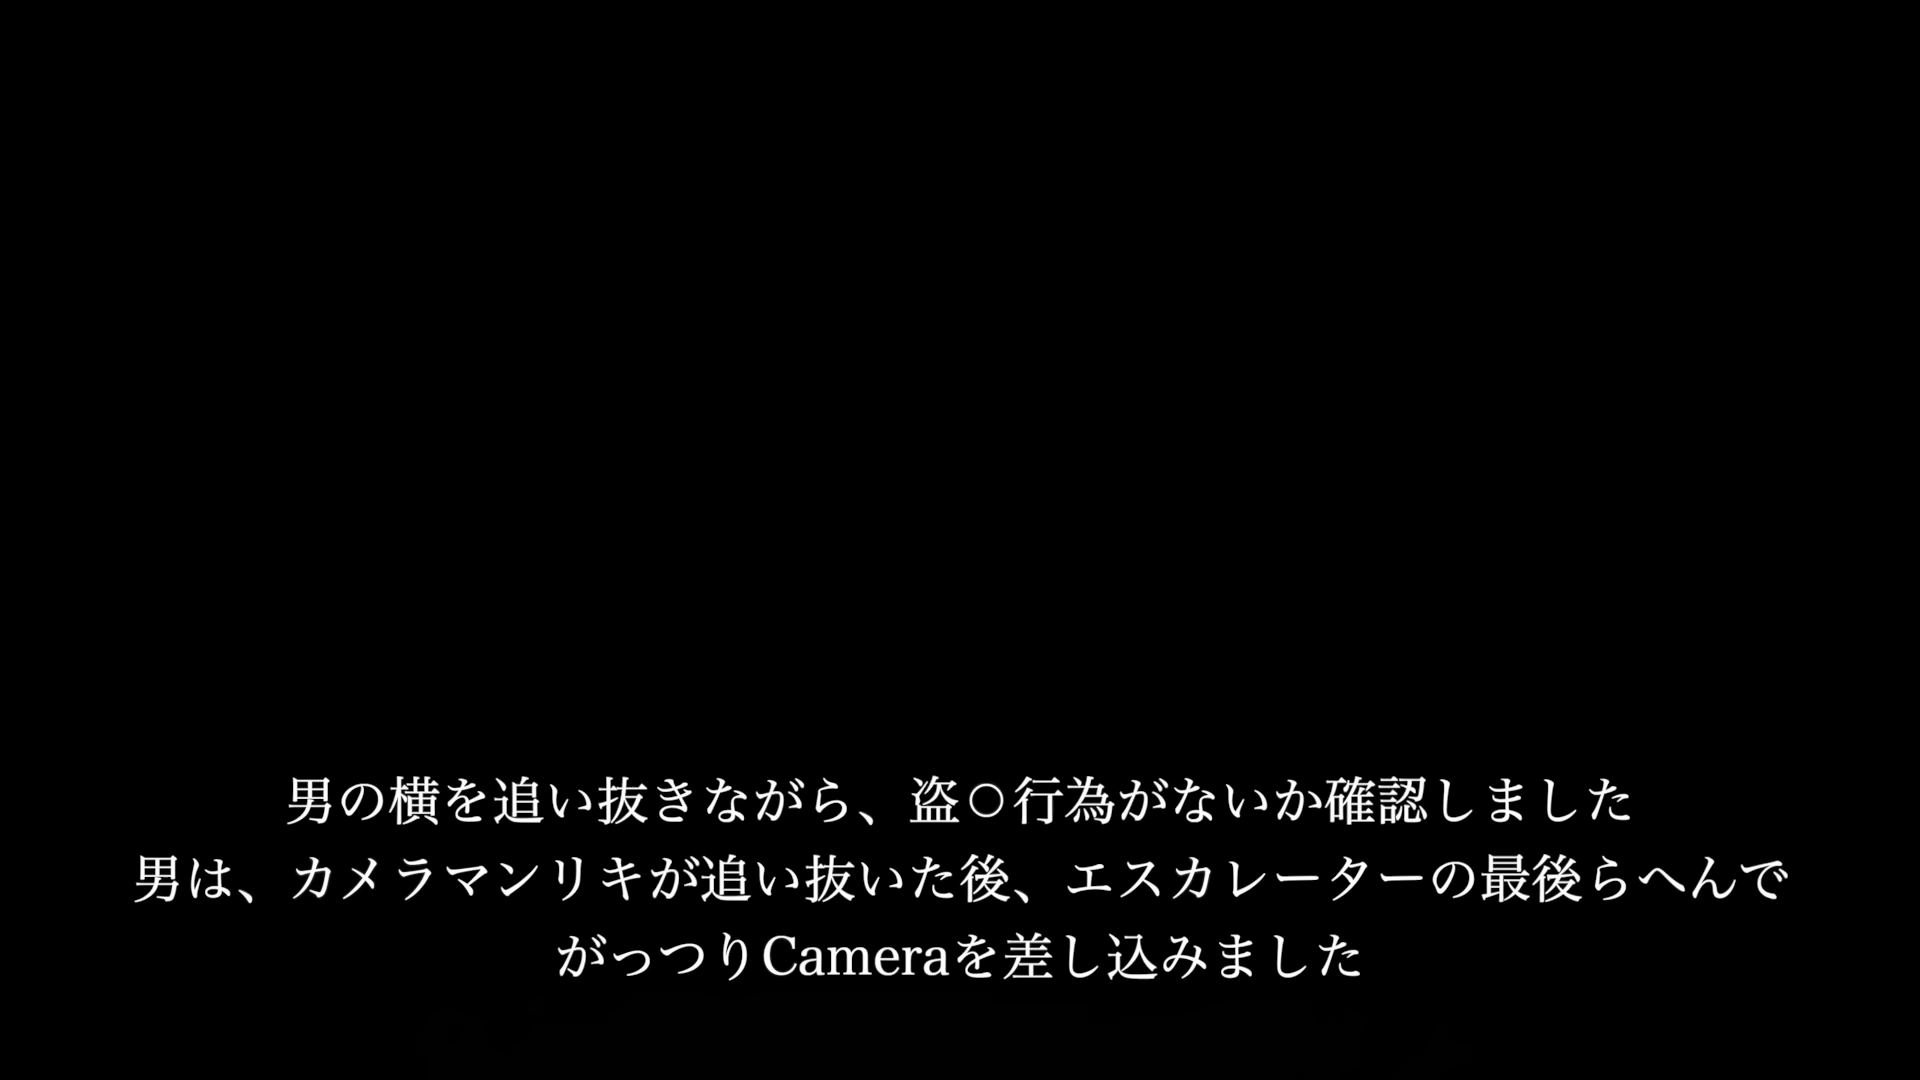 男の横を追い抜きながら、盗○行為がないか確認しました
男は、カメラマンリキが追い抜いた後、エスカレーターの最後らへんで
がっつりCameraを差し込みました